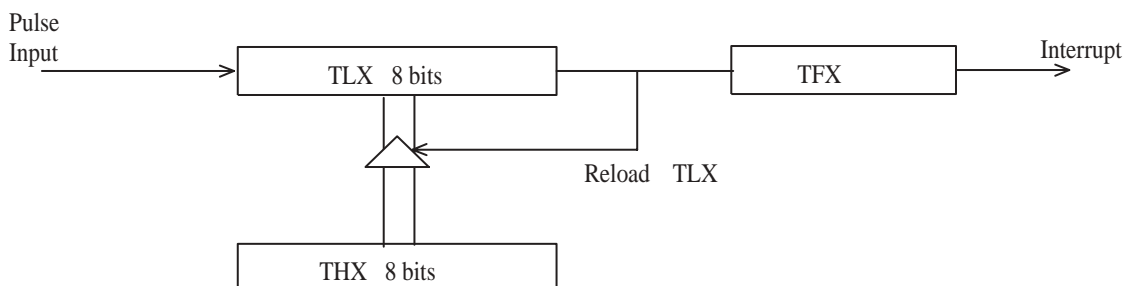 Pulse
Input
TLX 8 bits
TFX
Interrupt
Reload TLX
THX 8 bits